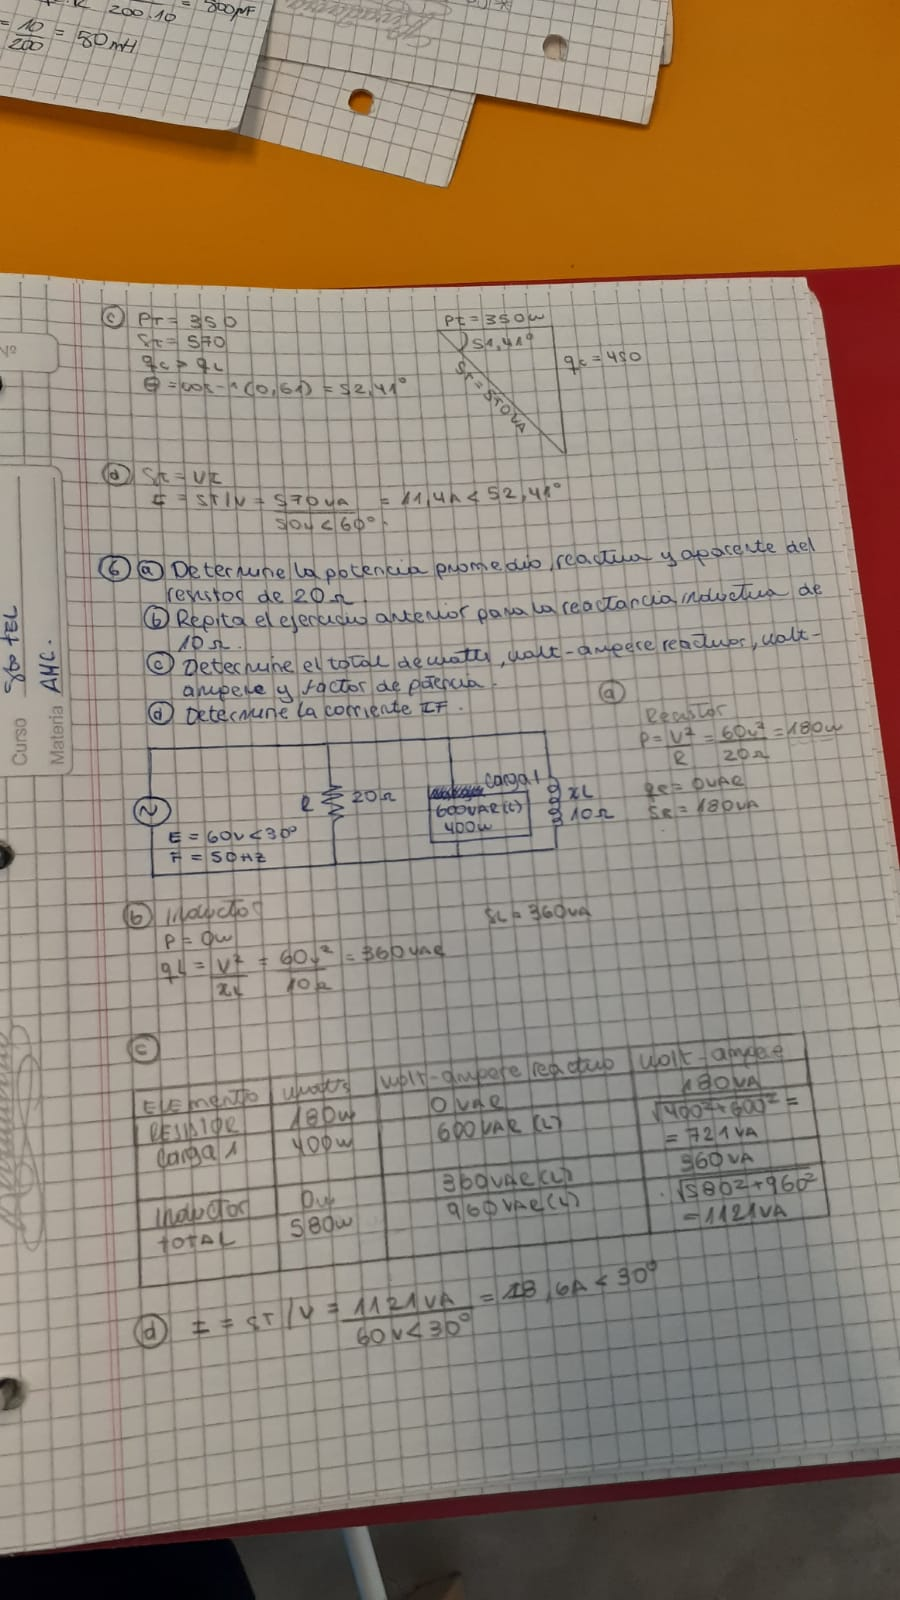 200.10 = 500µF
= 10/200 = 50mH
Nº
Curso 5to TEL
Materia AMC.
c) PT = 350
St = 570
qc > qL
θ = cos-1(0,61) = 52,41°
Pt = 350w
51,41°
qc = 450
St = 570VA
d) St = VI
I = ST/V = 570VA / 50V<60° = 11,4A < 52,41°
6) a) Determine la potencia promedio, reactiva y aparente del
resistor de 20Ω
b) Repita el ejercicio anterior para la reactancia inductiva de
10Ω.
c) Determine el total de watts, volt-ampere reactivos, volt-
ampere y factor de potencia.
d) Determine la corriente IF.
a)
Resistor
P = V²/R = 60V²/20Ω = 180w
qR = 0VAR
SR = 180VA
R 20Ω
Carga 1
600VAR(L)
400w
XL
10Ω
E = 60V<30°
F = 50Hz
b) Inductor
P = 0w
qL = V²/XL = 60V²/10Ω = 360VAR
SL = 360VA
c)
Elemento watts volt-ampere reactivo volt-ampere
180w 0VAR 180VA
Carga 1 400w 600VAR(L) √400²+600² =
= 721VA
Inductor 0w 360VAR(L) 360VA
TOTAL 580w 960VAR(L) √580²+960²
= 1121VA
d) I = ST/V = 1121VA / 60V<30° = 18,6A < 30°